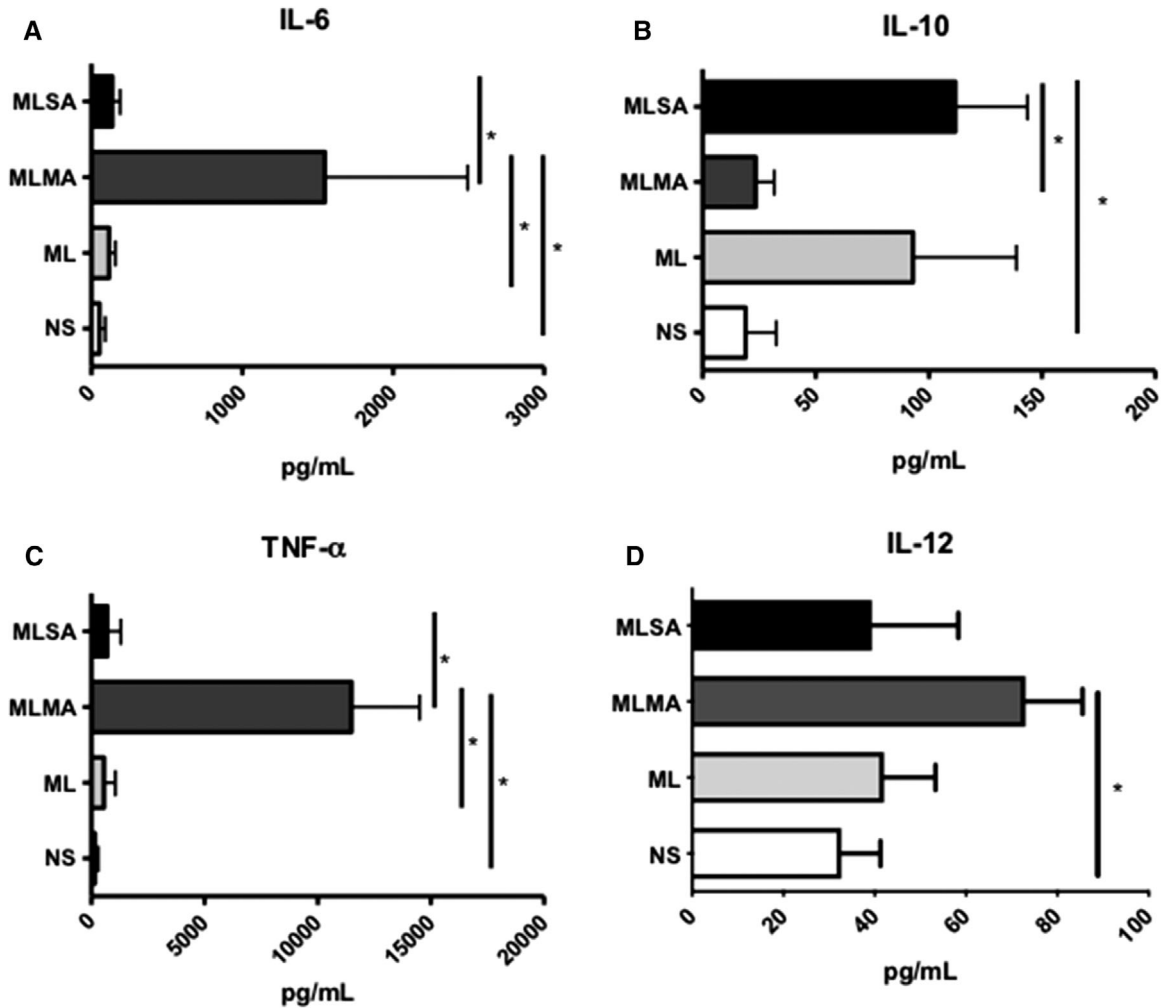 A
IL-6
MLSA
MLMA
ML
NS
*
*
*
0
1000
2000
3000
pg/mL
B
IL-10
MLSA
MLMA
ML
NS
*
*
0
50
100
150
200
pg/mL
C
TNF-α
MLSA
MLMA
ML
NS
*
*
*
0
5000
10000
15000
20000
pg/mL
D
IL-12
MLSA
MLMA
ML
NS
*
0
20
40
60
80
100
pg/mL